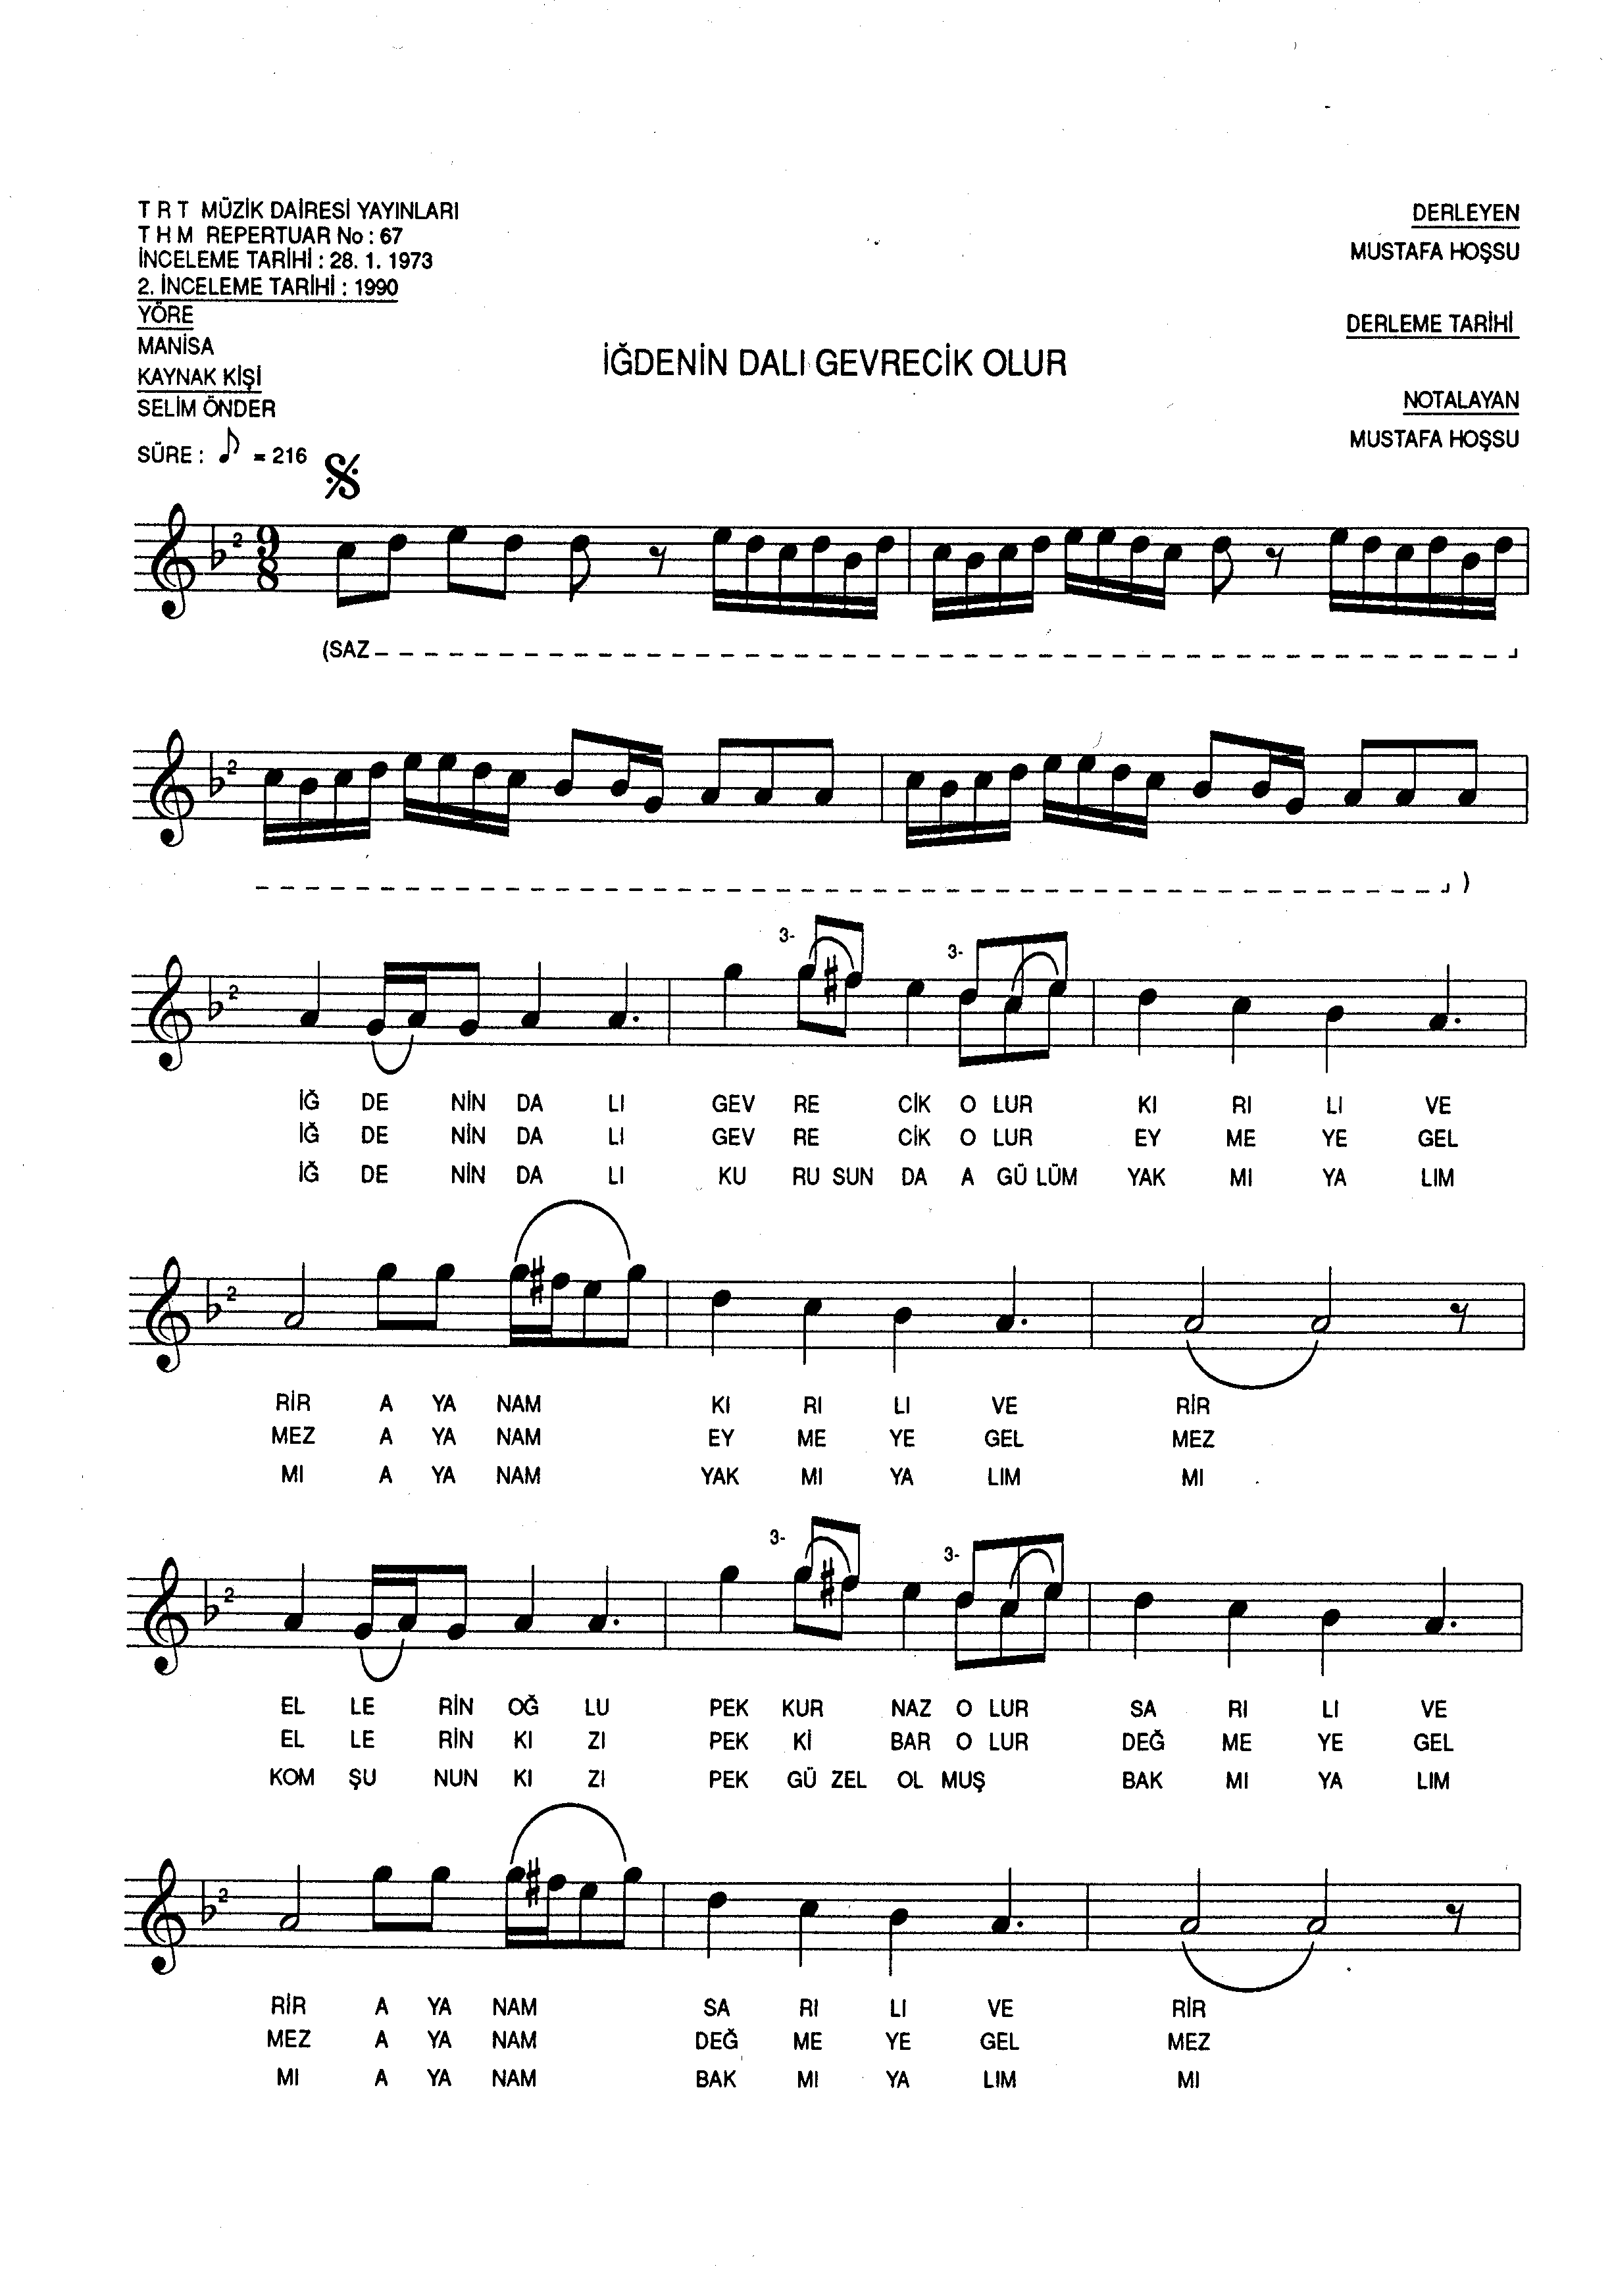 T R T MÜZİK DAİRESİ YAYINLARI
T H M REPERTUAR No : 67
İNCELEME TARİHİ : 28. 1. 1973
2. İNCELEME TARİHİ : 1990
YÖRE
MANİSA
KAYNAK KİŞİ
SELİM ÖNDER
SÜRE : ♪ = 216
DERLEYEN
MUSTAFA HOŞSU
DERLEME TARİHİ
NOTALAYAN
MUSTAFA HOŞSU
İĞDENİN DALI GEVRECİK OLUR
2 9 8
(SAZ
2
)
2 3- 3-
İĞ DE NİN DA LI GEV RE CİK O LUR KI RI LI VE
İĞ DE NİN DA LI GEV RE CİK O LUR EY ME YE GEL
İĞ DE NİN DA LI KU RU SUN DA A GÜ LÜM YAK MI YA LIM
2
RİR A YA NAM KI RI LI VE RİR
MEZ A YA NAM EY ME YE GEL MEZ
MI A YA NAM YAK MI YA LIM MI
2 3- 3-
EL LE RİN OĞ LU PEK KUR NAZ O LUR SA RI LI VE
EL LE RİN KI ZI PEK Kİ BAR O LUR DEĞ ME YE GEL
KOM ŞU NUN KI ZI PEK GÜ ZEL OL MUŞ BAK MI YA LIM
2
RİR A YA NAM SA RI LI VE RİR
MEZ A YA NAM DEĞ ME YE GEL MEZ
MI A YA NAM BAK MI YA LIM MI